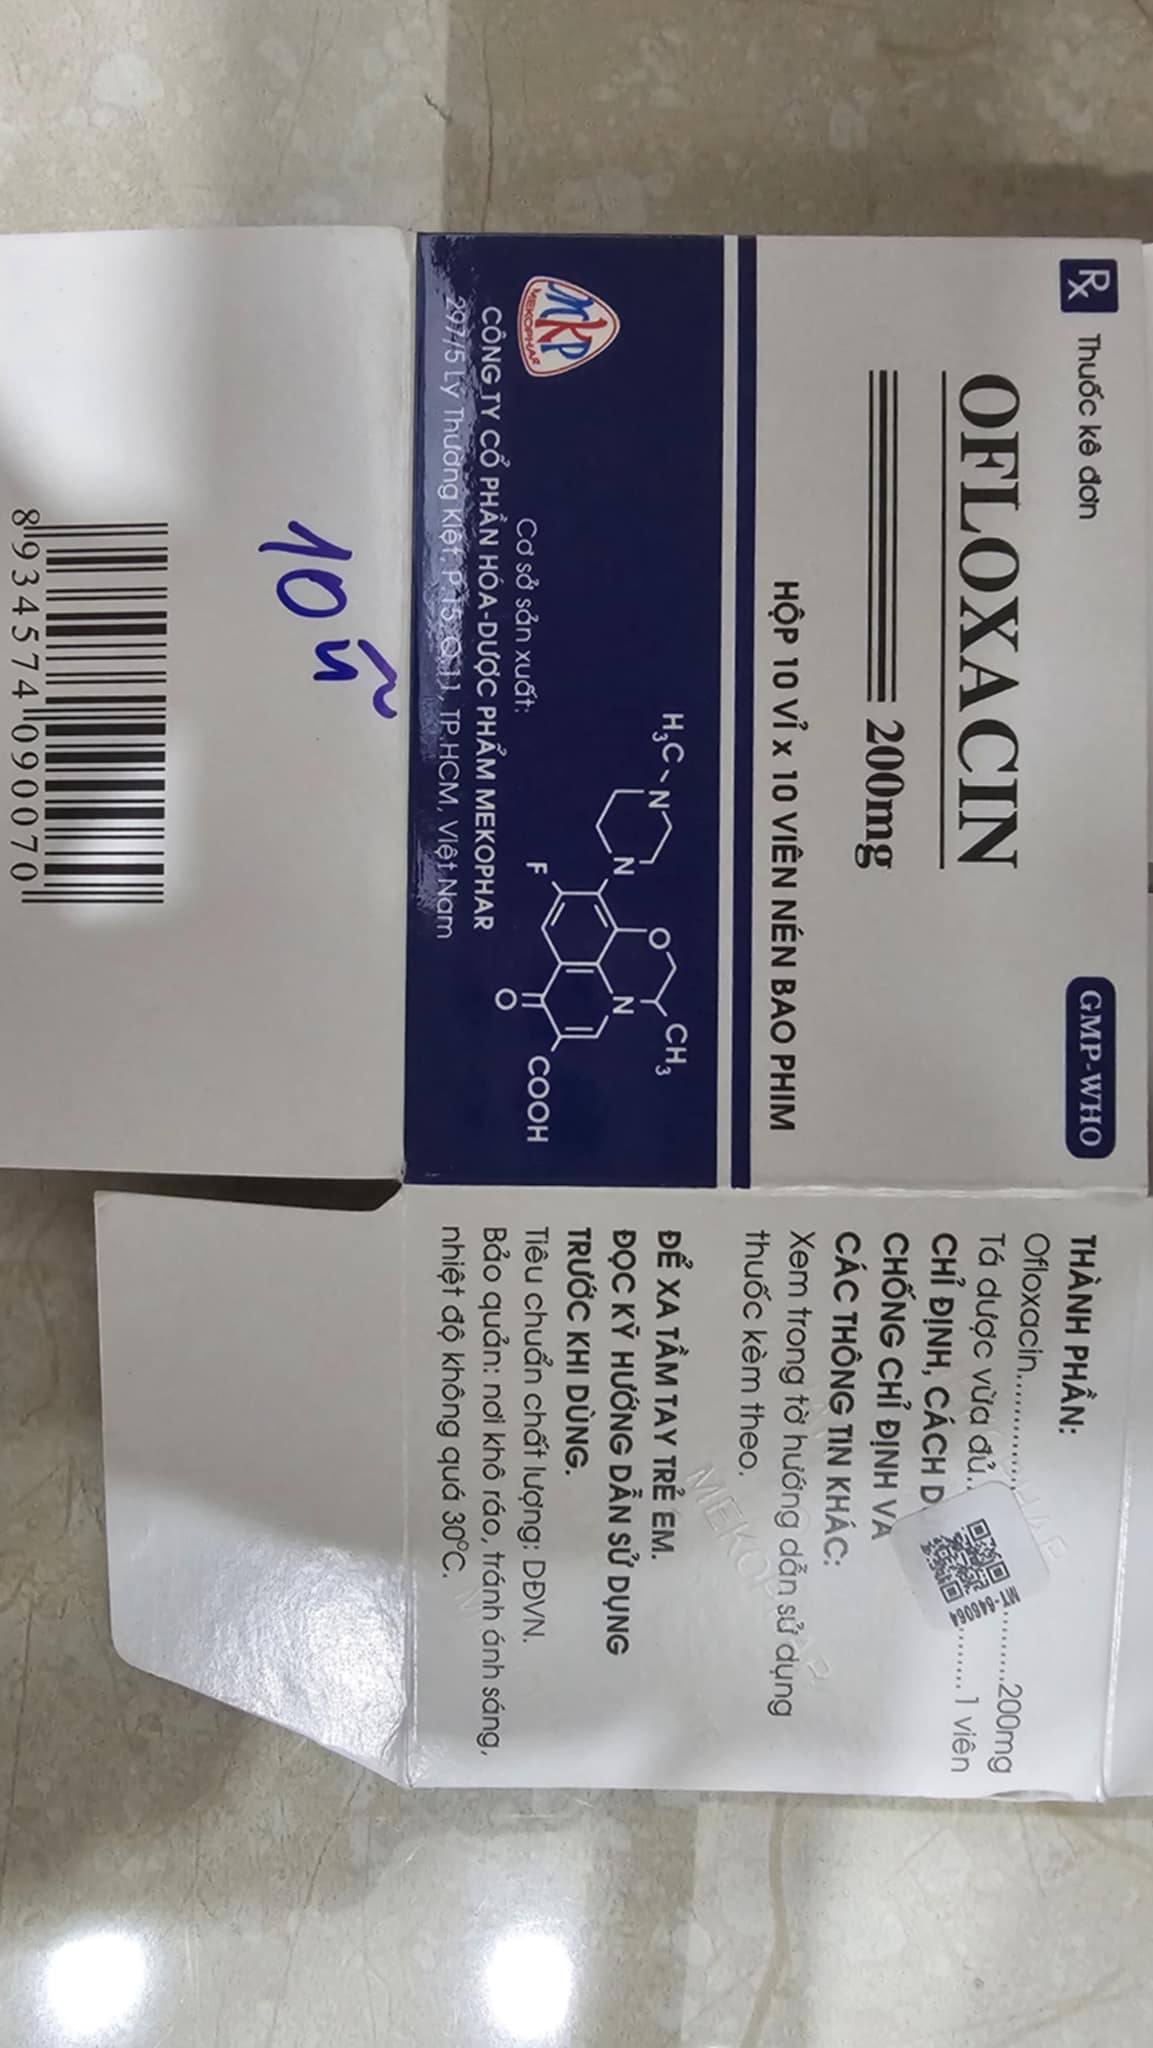 Rx Thuốc kê đơn
GMP-WHO
OFLOXACIN
200mg
HỘP 10 VỈ x 10 VIÊN NÉN BAO PHIM
H₃C
N
N
O
CH₃
N
F
O
COOH
MKP
MEKOPHAR
Cơ sở sản xuất:
CÔNG TY CỔ PHẦN HÓA-DƯỢC PHẨM MEKOPHAR
297/5 Lý Thường Kiệt, P.15, Q.11, TP.HCM, Việt Nam
10 vĩ
8 934574 090070
THÀNH PHẦN:
Ofloxacin..............200mg
Tá dược vừa đủ..............1 viên
CHỈ ĐỊNH, CÁCH D
CHỐNG CHỈ ĐỊNH VÀ
CÁC THÔNG TIN KHÁC:
Xem trong tờ hướng dẫn sử dụng
thuốc kèm theo.
ĐỂ XA TẦM TAY TRẺ EM.
ĐỌC KỸ HƯỚNG DẪN SỬ DỤNG
TRƯỚC KHI DÙNG.
Tiêu chuẩn chất lượng: DĐVN.
Bảo quản: nơi khô ráo, tránh ánh sáng,
nhiệt độ không quá 30°C.
MEKOPHAR